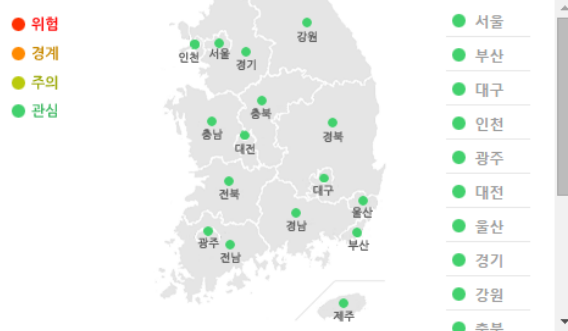 위험
경계
주의
관심
강원
인천
서울
경기
충북
충남
대전
경북
전북
대구
울산
경남
부산
광주
전남
제주
서울
부산
대구
인천
광주
대전
울산
경기
강원
충북